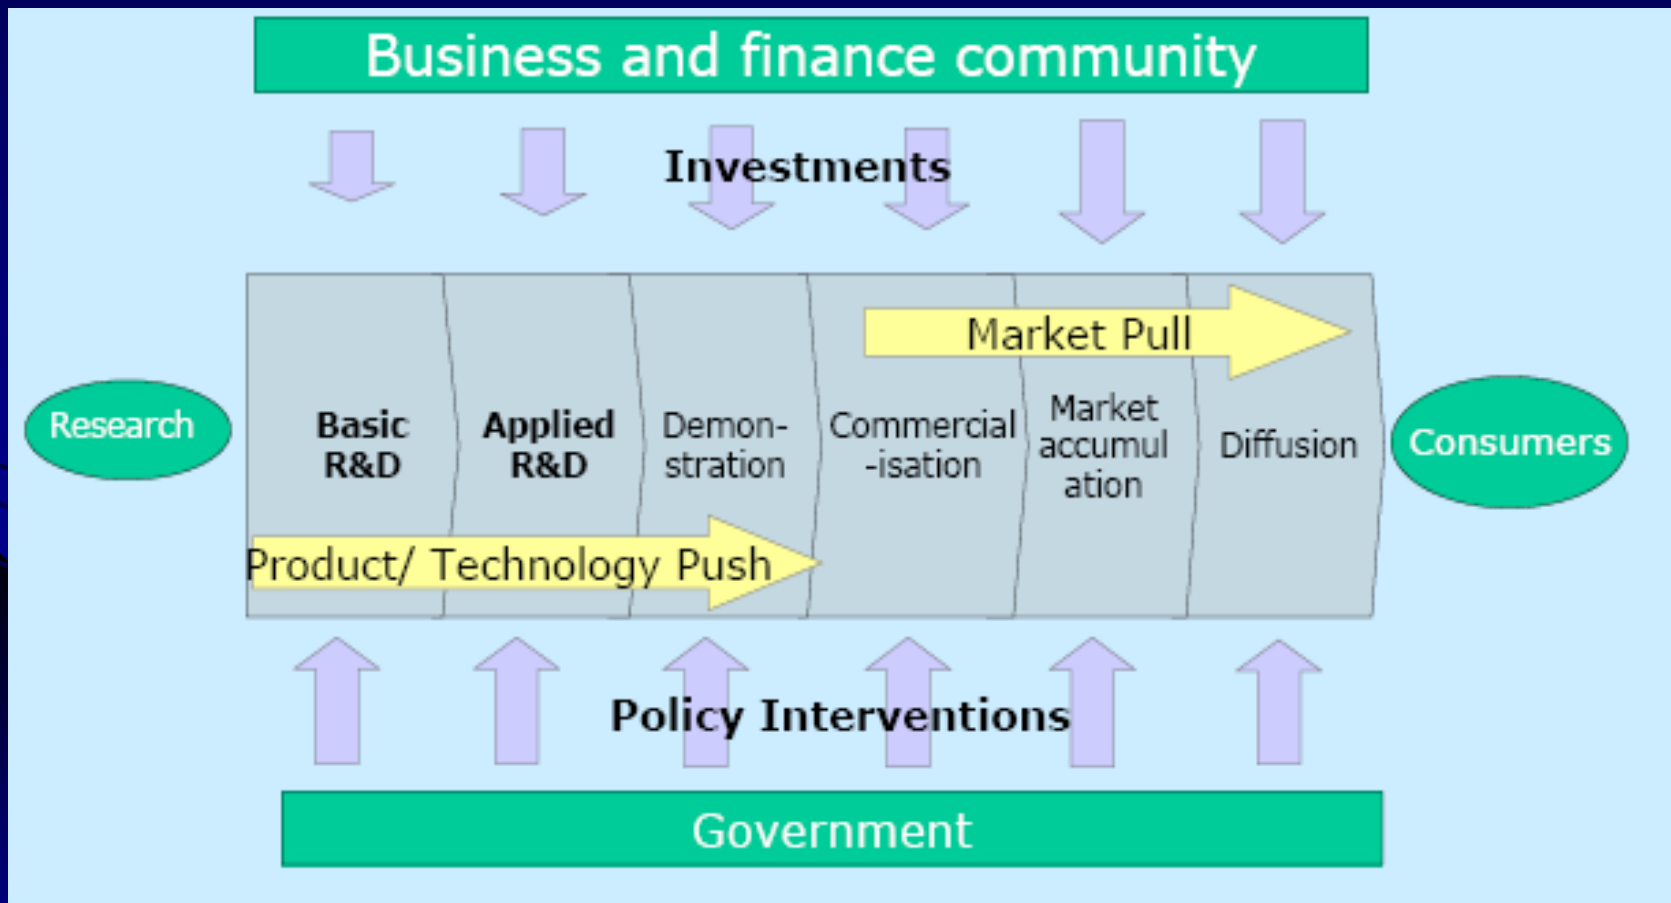 Business and finance community
Investments
Market Pull
Research
Basic
R&D
Applied
R&D
Demon-
stration
Commercial
-isation
Market
accumul
ation
Diffusion
Consumers
Product/ Technology Push
Policy Interventions
Government